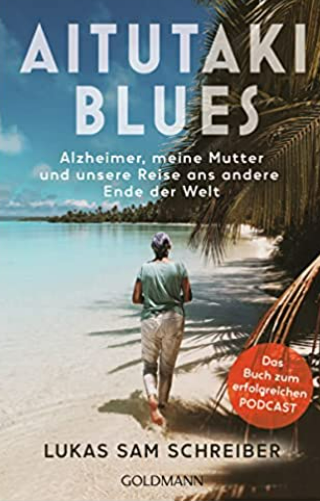 AITUTAKI
BLUES
Alzheimer, meine Mutter
und unsere Reise ans andere
Ende der Welt
Das
Buch zum
erfolgreichen
PODCAST
LUKAS SAM SCHREIBER
GOLDMANN